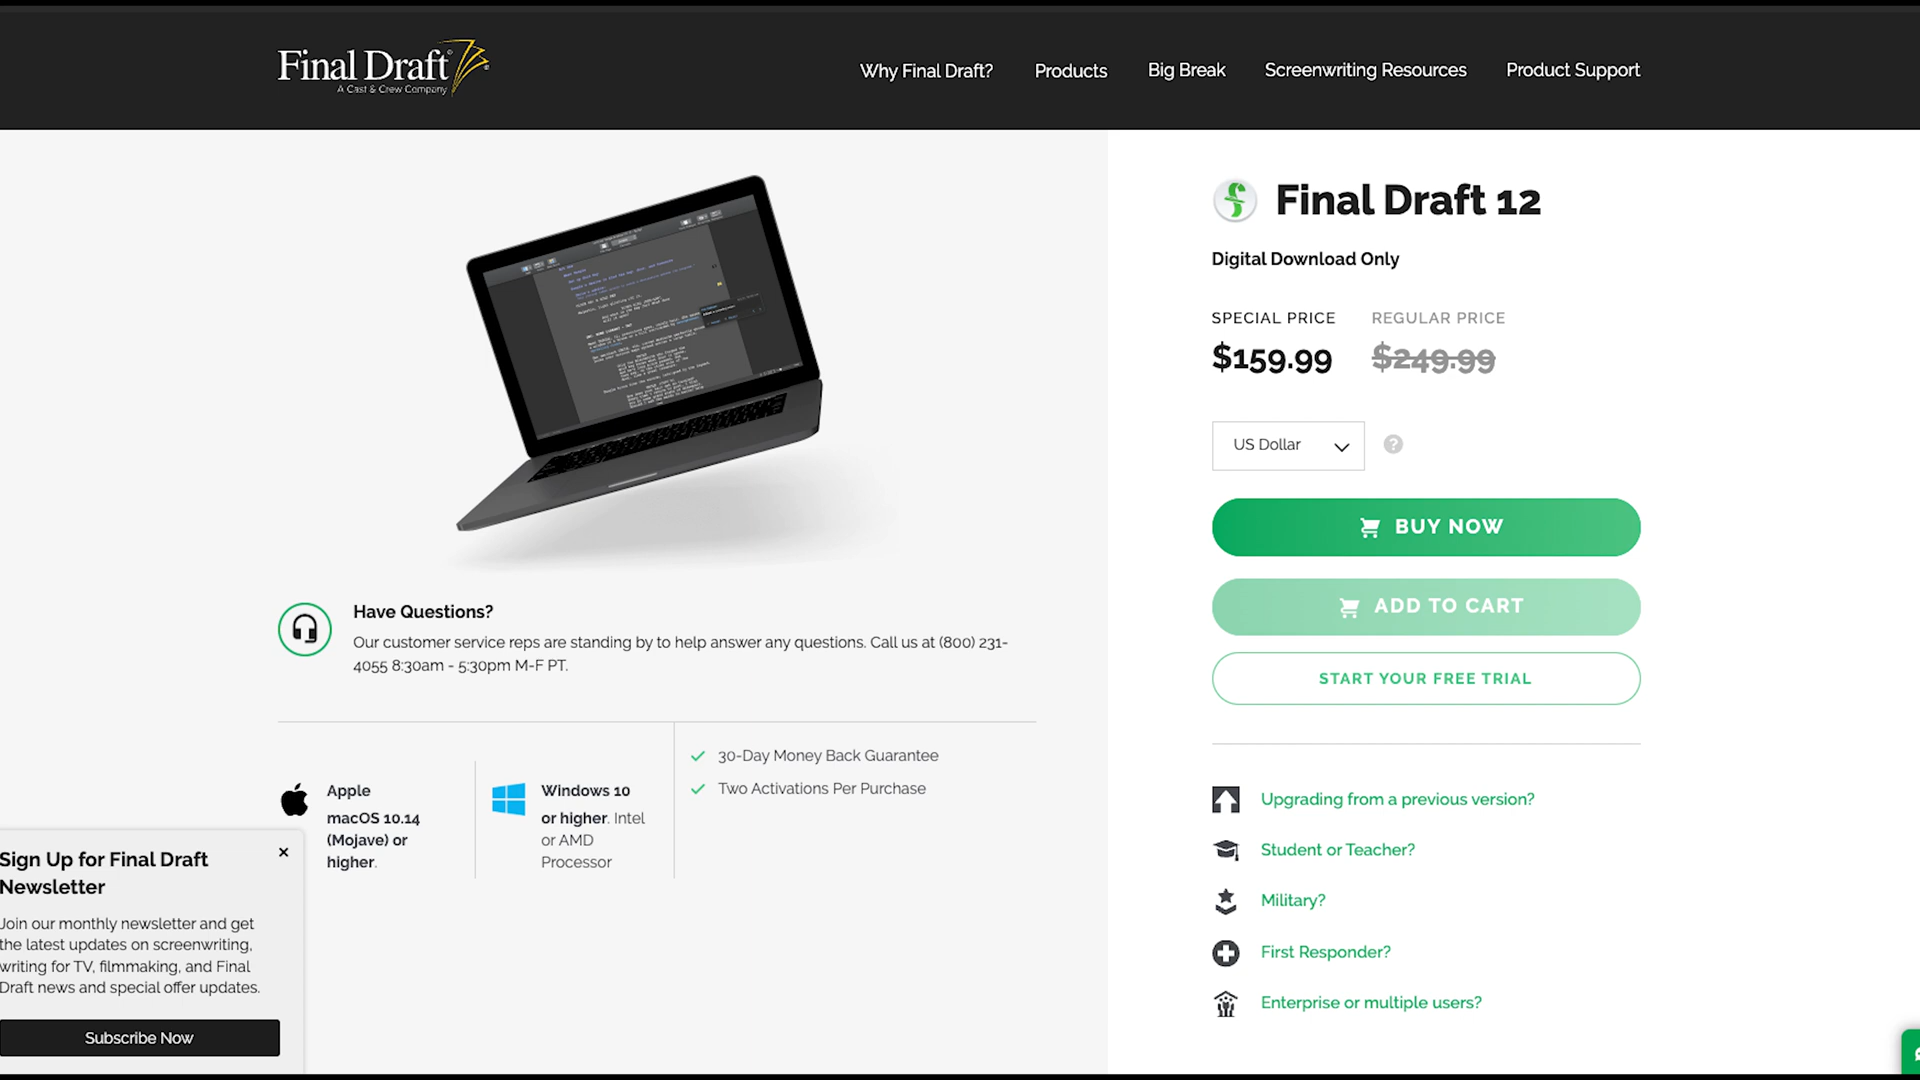 Final Draft
A Cast & Crew Company
Why Final Draft?
Products
Big Break
Screenwriting Resources
Product Support
Final Draft 12
Digital Download Only
SPECIAL PRICE
REGULAR PRICE
$159.99
$249.99
US Dollar
?
BUY NOW
ADD TO CART
START YOUR FREE TRIAL
Have Questions?
Our customer service reps are standing by to help answer any questions. Call us at (800) 231-
4055 8:30am - 5:30pm M-F PT.
Apple
macOS 10.14
(Mojave) or
higher.
Windows 10
or higher. Intel
or AMD
Processor
30-Day Money Back Guarantee
Two Activations Per Purchase
Upgrading from a previous version?
Student or Teacher?
Military?
First Responder?
Enterprise or multiple users?
Sign Up for Final Draft
Newsletter
Join our monthly newsletter and get
the latest updates on screenwriting,
writing for TV, filmmaking, and Final
Draft news and special offer updates.
Subscribe Now